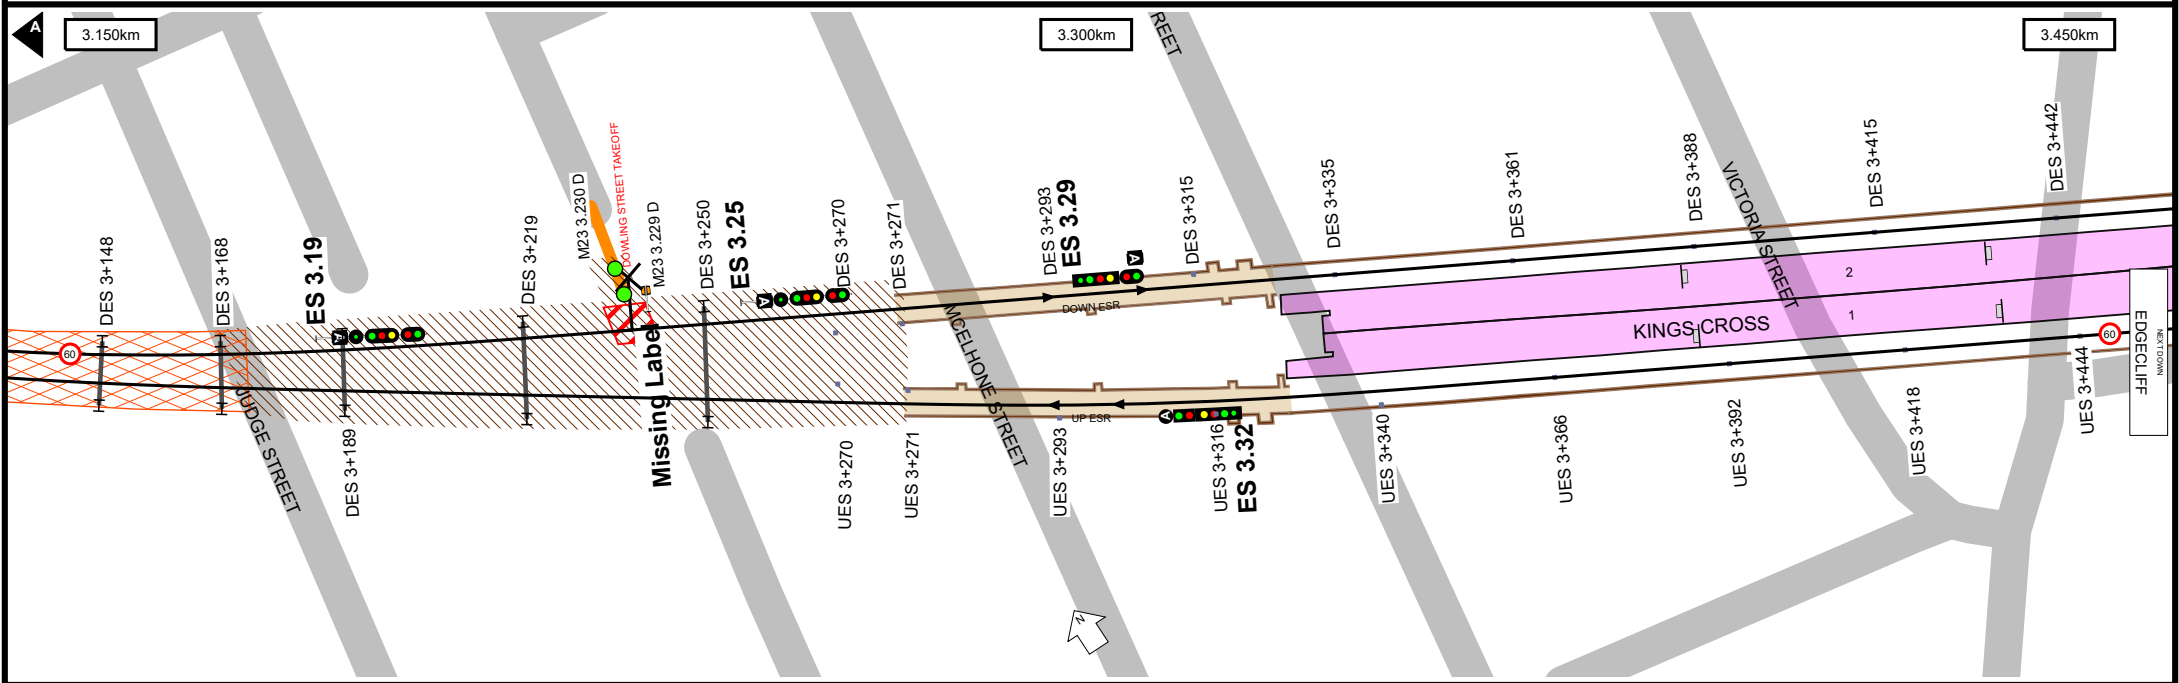 A
3.150km
3.300km
3.450km
REET
DES 3+148
DES 3+168
ES 3.19
DES 3+219
M23 3.230 D
DOWLING STREET TAKEOFF
M23 3.229 D
DES 3+250
ES 3.25
DES 3+270
DES 3+271
DES 3+293
ES 3.29
A
DES 3+315
DES 3+335
DES 3+361
DES 3+388
VICTORIA STREET
DES 3+415
DES 3+442
A
A
60
DOWN ESR
2
1
KINGS CROSS
60
JUDGE STREET
DES 3+189
Missing Label
MCELHONE STREET
UP ESR
A
UES 3+270
UES 3+271
UES 3+293
UES 3+316
ES 3.32
UES 3+340
UES 3+366
UES 3+392
UES 3+418
UES 3+444
NEXT DOWN
EDGECLIFF
N